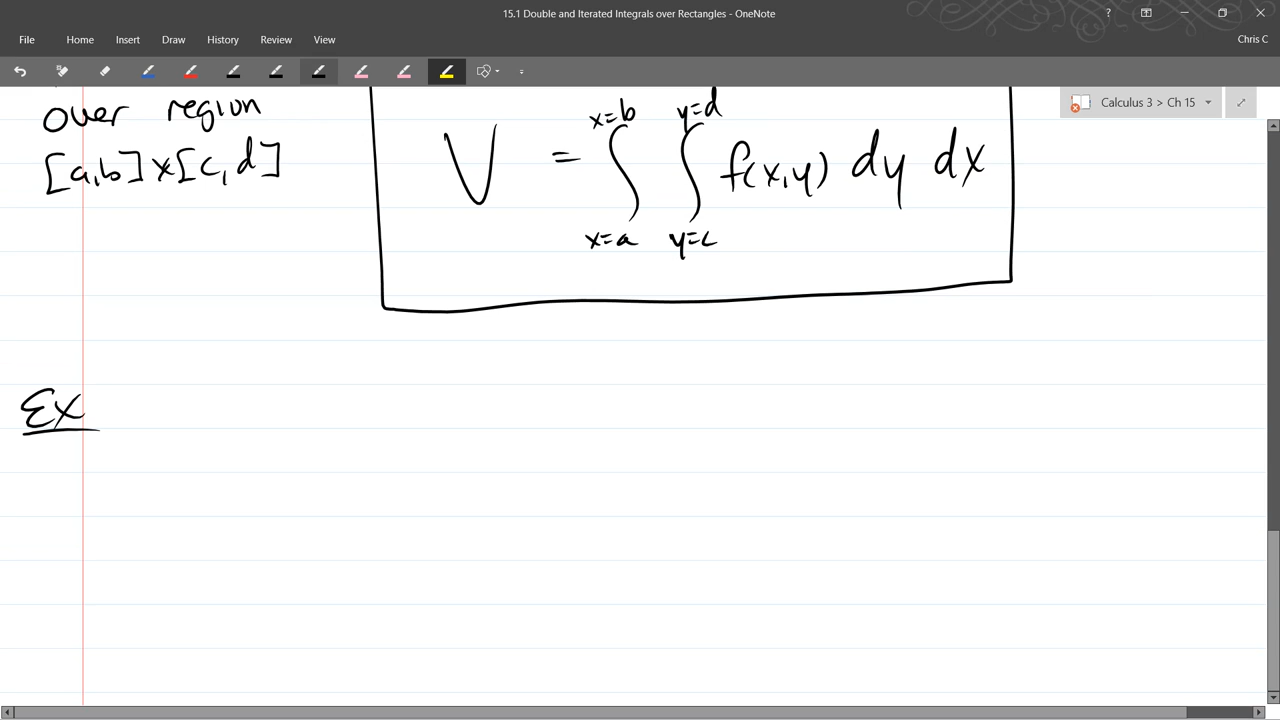 15.1 Double and Iterated Integrals over Rectangles - OneNote
File Home Insert Draw History Review View
Chris C
Calculus 3 > Ch 15
over region
[a,b]x[c,d]
x=b y=d
V = ∫ ∫ f(x,y) dy dx
x=a y=c
Ex